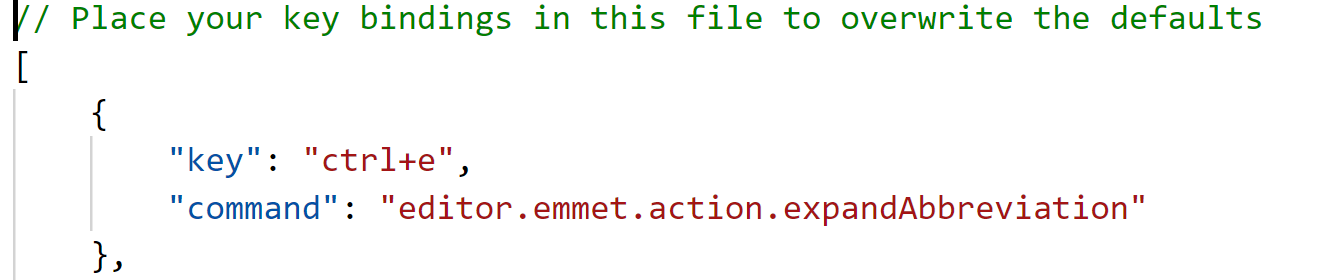 // Place your key bindings in this file to overwrite the defaults
[
    {
        "key": "ctrl+e",
        "command": "editor.emmet.action.expandAbbreviation"
    },